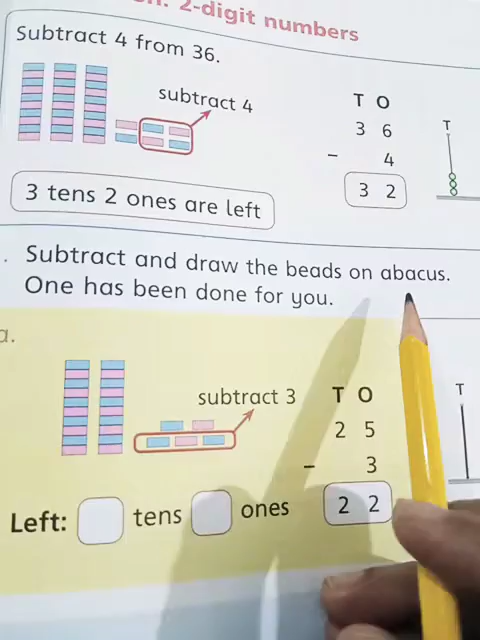 2-digit numbers
Subtract 4 from 36.
subtract 4
T O
3 6
- 4
3 2
T
3 tens 2 ones are left
. Subtract and draw the beads on abacus.
One has been done for you.
a.
subtract 3
T O
2 5
- 3
2 2
T
Left: tens ones